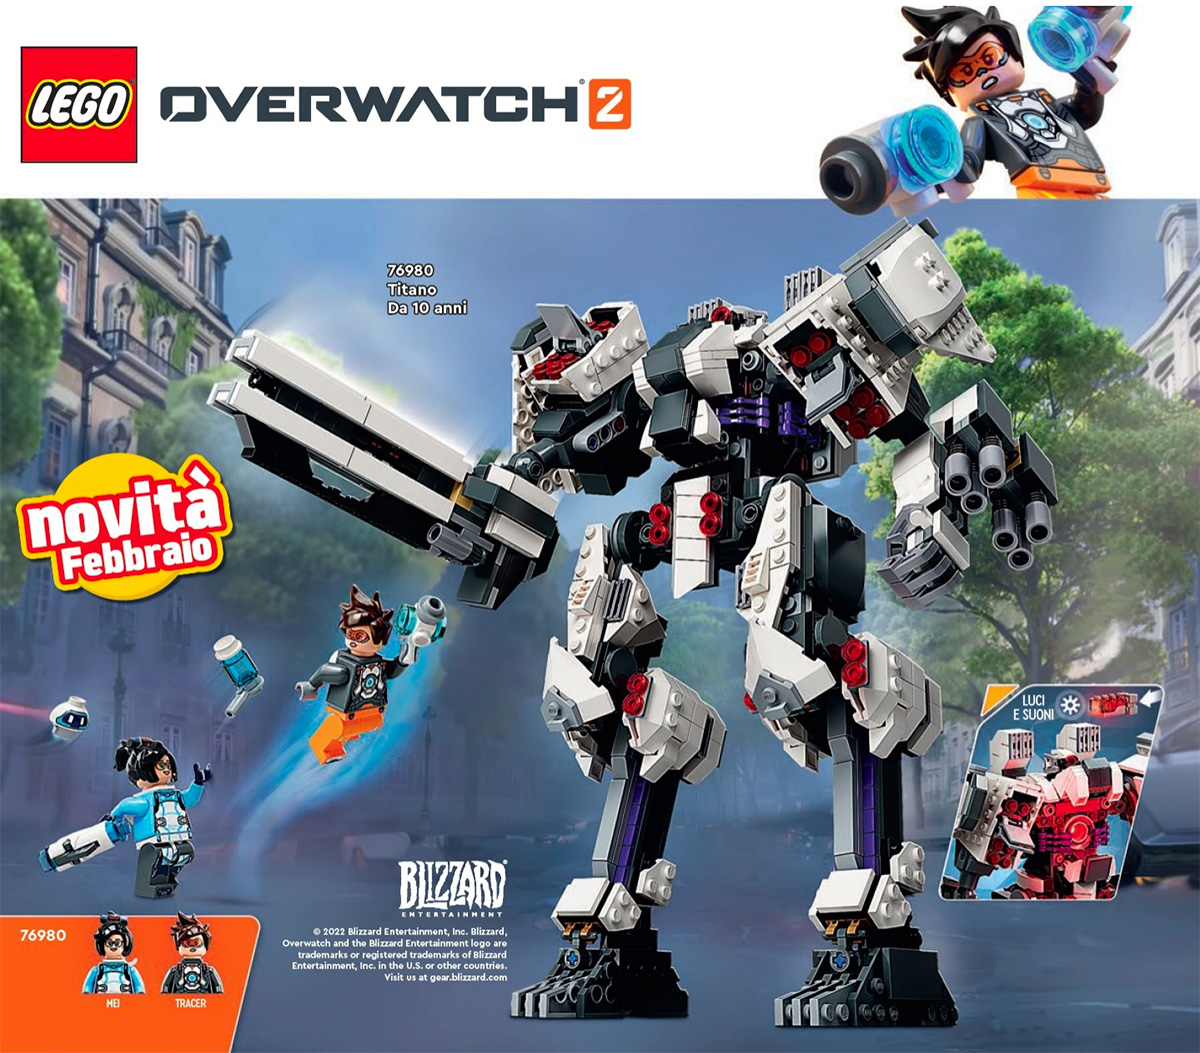 LEGO
OVERWATCH® 2
76980
Titano
Da 10 anni
novità
Febbraio
LUCI
E SUONI
BLIZZARD®
ENTERTAINMENT
© 2022 Blizzard Entertainment, Inc. Blizzard,
Overwatch and the Blizzard Entertainment logo are
trademarks or registered trademarks of Blizzard
Entertainment, Inc. in the U.S. or other countries.
Visit us at gear.blizzard.com
76980
MEI
TRACER